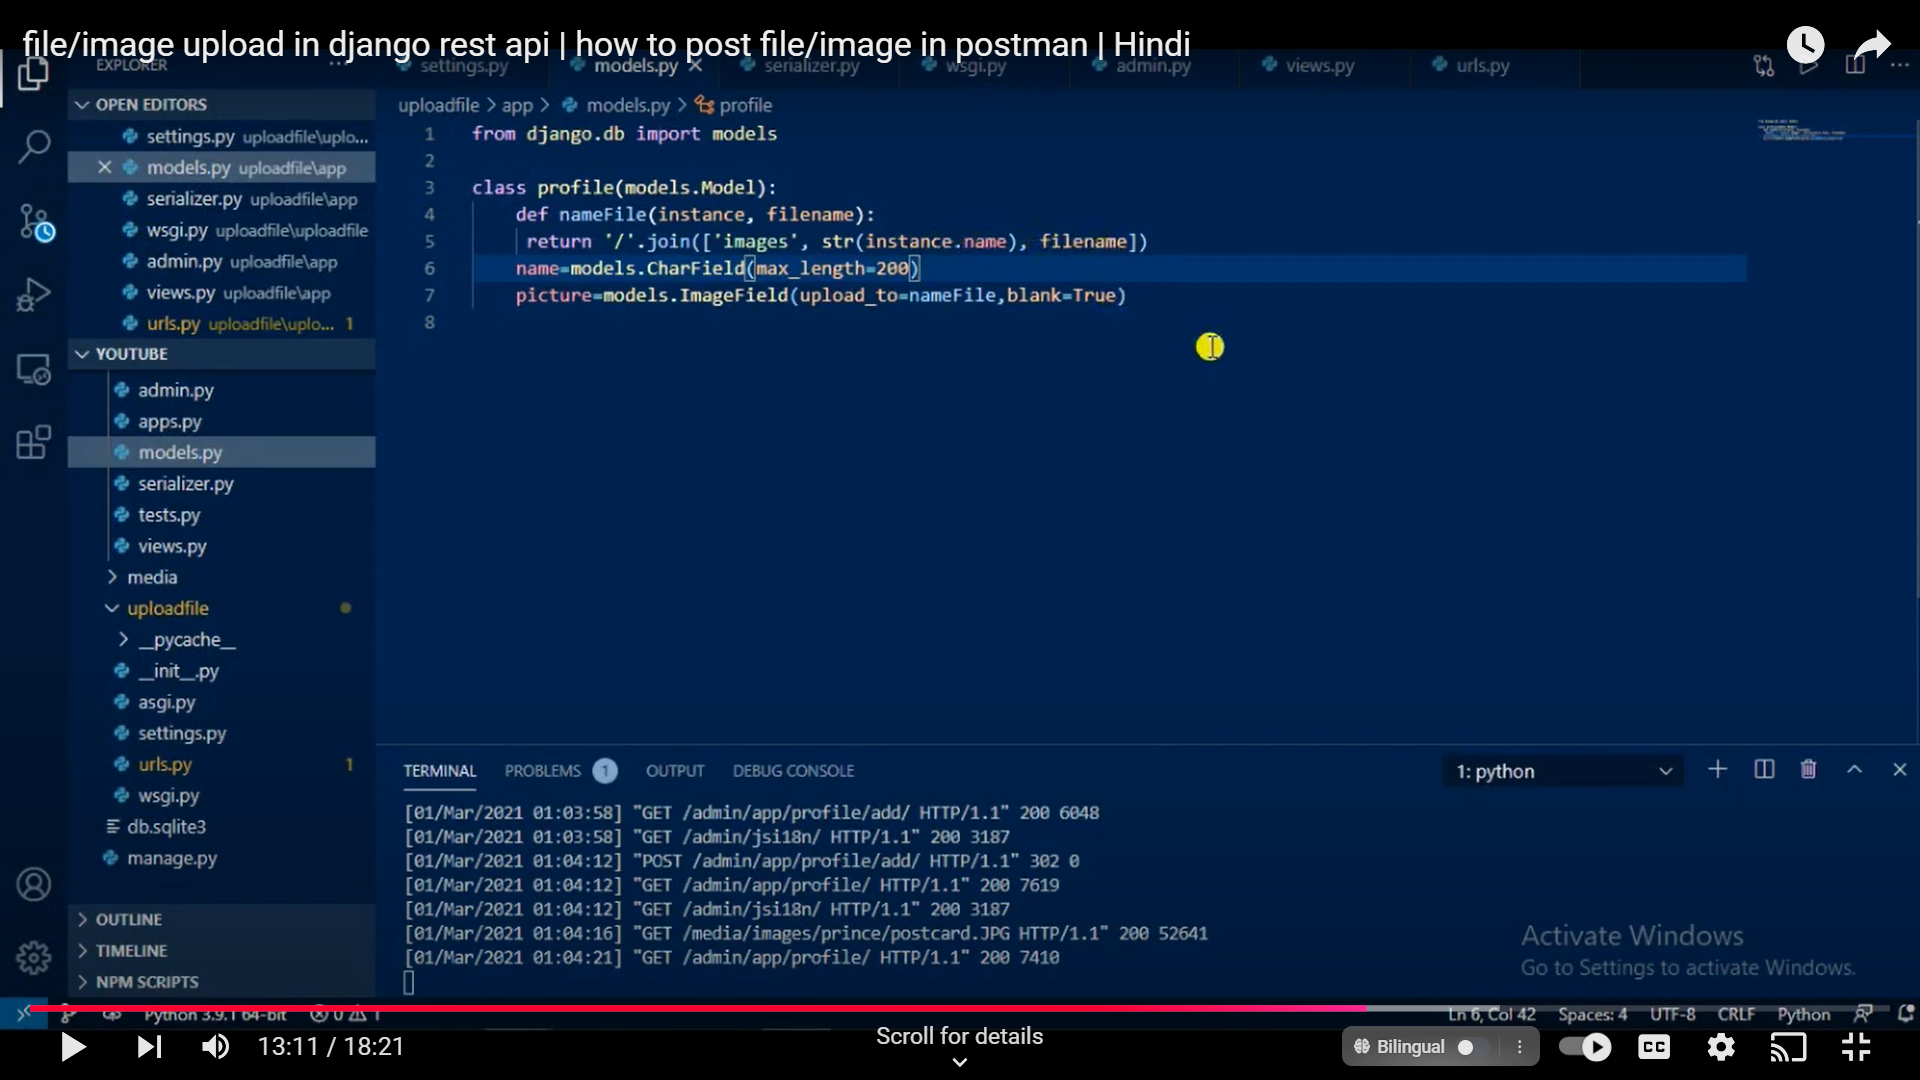 file/image upload in django rest api | how to post file/image in postman | Hindi
EXPLORER
settings.py
models.py
serializer.py
wsgi.py
admin.py
views.py
urls.py
OPEN EDITORS
settings.py uploadfile\uplo...
models.py uploadfile\app
serializer.py uploadfile\app
wsgi.py uploadfile\uploadfile
admin.py uploadfile\app
views.py uploadfile\app
urls.py uploadfile\uplo... 1
YOUTUBE
admin.py
apps.py
models.py
serializer.py
tests.py
views.py
media
uploadfile
__pycache__
__init__.py
asgi.py
settings.py
urls.py 1
wsgi.py
db.sqlite3
manage.py
OUTLINE
TIMELINE
NPM SCRIPTS
uploadfile > app > models.py > profile
1 from django.db import models
2
3 class profile(models.Model):
4 def nameFile(instance, filename):
5 return '/'.join(['images', str(instance.name), filename])
6 name=models.CharField(max_length=200)
7 picture=models.ImageField(upload_to=nameFile,blank=True)
8
TERMINAL PROBLEMS 1 OUTPUT DEBUG CONSOLE
1: python
[01/Mar/2021 01:03:58] "GET /admin/app/profile/add/ HTTP/1.1" 200 6048
[01/Mar/2021 01:03:58] "GET /admin/jsi18n/ HTTP/1.1" 200 3187
[01/Mar/2021 01:04:12] "POST /admin/app/profile/add/ HTTP/1.1" 302 0
[01/Mar/2021 01:04:12] "GET /admin/app/profile/ HTTP/1.1" 200 7619
[01/Mar/2021 01:04:12] "GET /admin/jsi18n/ HTTP/1.1" 200 3187
[01/Mar/2021 01:04:16] "GET /media/images/prince/postcard.JPG HTTP/1.1" 200 52641
[01/Mar/2021 01:04:21] "GET /admin/app/profile/ HTTP/1.1" 200 7410
Activate Windows
Go to Settings to activate Windows.
Python 3.9.1 64-bit 0 1
Ln 6, Col 42 Spaces: 4 UTF-8 CRLF Python
13:11 / 18:21
Scroll for details
Bilingual
CC